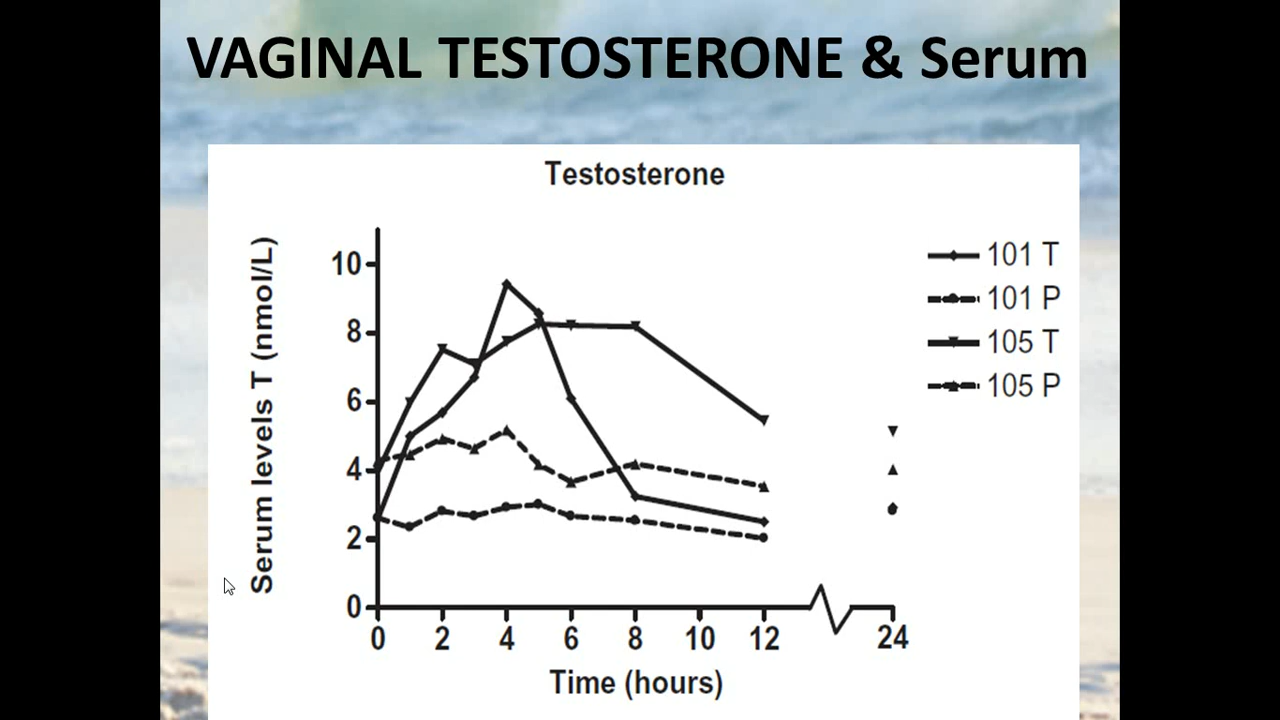 VAGINAL TESTOSTERONE & Serum
Testosterone
Serum levels T (nmol/L)
10
8
6
4
2
0
0 2 4 6 8 10 12 24
Time (hours)
101 T
101 P
105 T
105 P